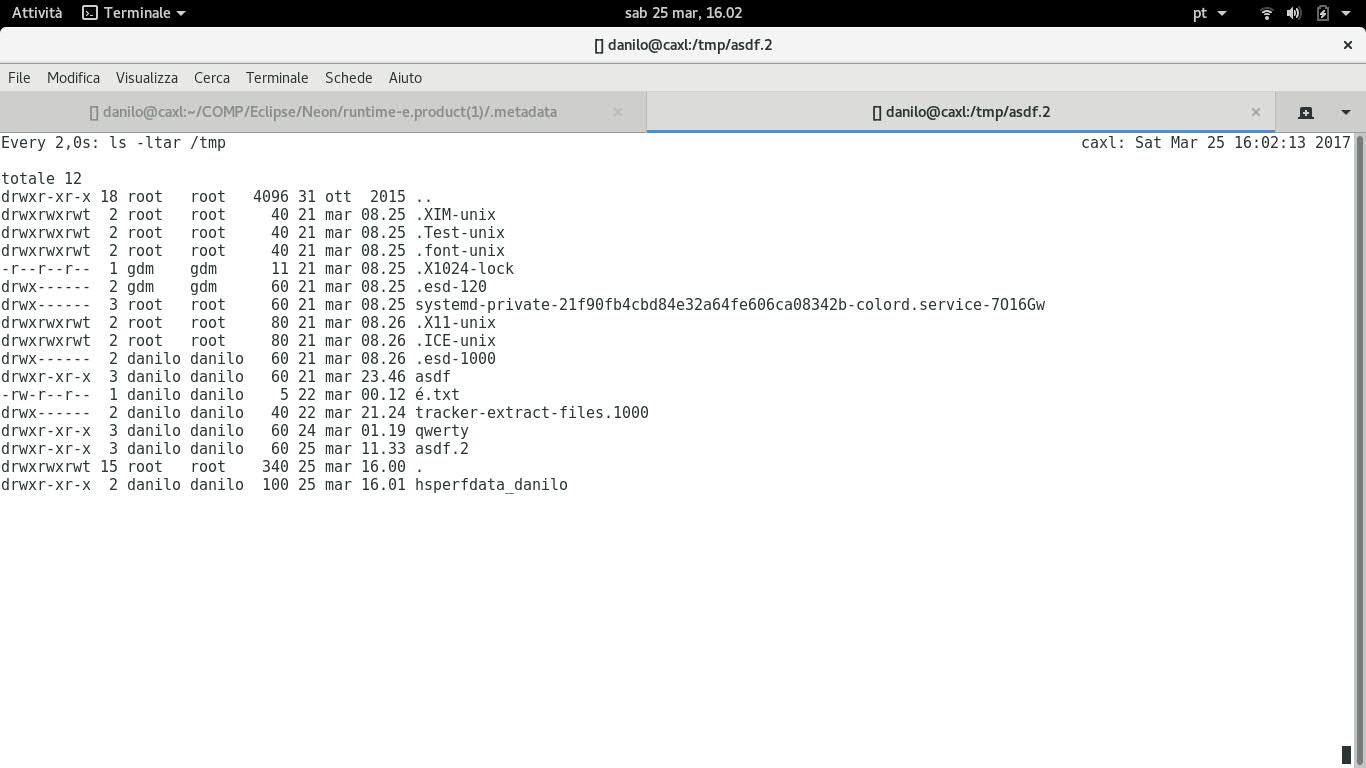 Attività Terminale sab 25 mar, 16.02 pt
[] danilo@caxl:/tmp/asdf.2
File Modifica Visualizza Cerca Terminale Schede Aiuto
[] danilo@caxl:~/COMP/Eclipse/Neon/runtime-e.product(1)/.metadata [] danilo@caxl:/tmp/asdf.2
Every 2,0s: ls -ltar /tmp caxl: Sat Mar 25 16:02:13 2017
totale 12
drwxr-xr-x 18 root   root   4096 31 ott  2015 ..
drwxrwxrwt  2 root   root     40 21 mar 08.25 .XIM-unix
drwxrwxrwt  2 root   root     40 21 mar 08.25 .Test-unix
drwxrwxrwt  2 root   root     40 21 mar 08.25 .font-unix
-r--r--r--  1 gdm    gdm      11 21 mar 08.25 .X1024-lock
drwx------  2 gdm    gdm      60 21 mar 08.25 .esd-120
drwx------  3 root   root     60 21 mar 08.25 systemd-private-21f90fb4cbd84e32a64fe606ca08342b-colord.service-7O16Gw
drwxrwxrwt  2 root   root     80 21 mar 08.26 .X11-unix
drwxrwxrwt  2 root   root     80 21 mar 08.26 .ICE-unix
drwx------  2 danilo danilo   60 21 mar 08.26 .esd-1000
drwxr-xr-x  3 danilo danilo   60 21 mar 23.46 asdf
-rw-r--r--  1 danilo danilo    5 22 mar 00.12 é.txt
drwx------  2 danilo danilo   40 22 mar 21.24 tracker-extract-files.1000
drwxr-xr-x  3 danilo danilo   60 24 mar 01.19 qwerty
drwxr-xr-x  3 danilo danilo   60 25 mar 11.33 asdf.2
drwxrwxrwt 15 root   root    340 25 mar 16.00 .
drwxr-xr-x  2 danilo danilo  100 25 mar 16.01 hsperfdata_danilo